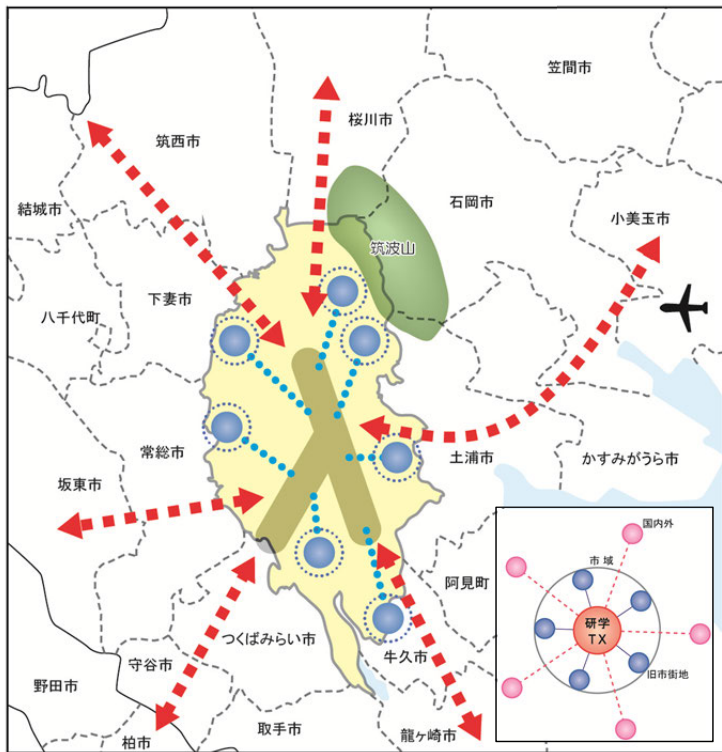 笠間市
桜川市
筑西市
石岡市
結城市
小美玉市
筑波山
下妻市
八千代町
常総市
土浦市
かすみがうら市
坂東市
国内外
市域
阿見町
研学
TX
つくばみらい市
守谷市
牛久市
旧市街地
野田市
取手市
龍ヶ崎市
柏市